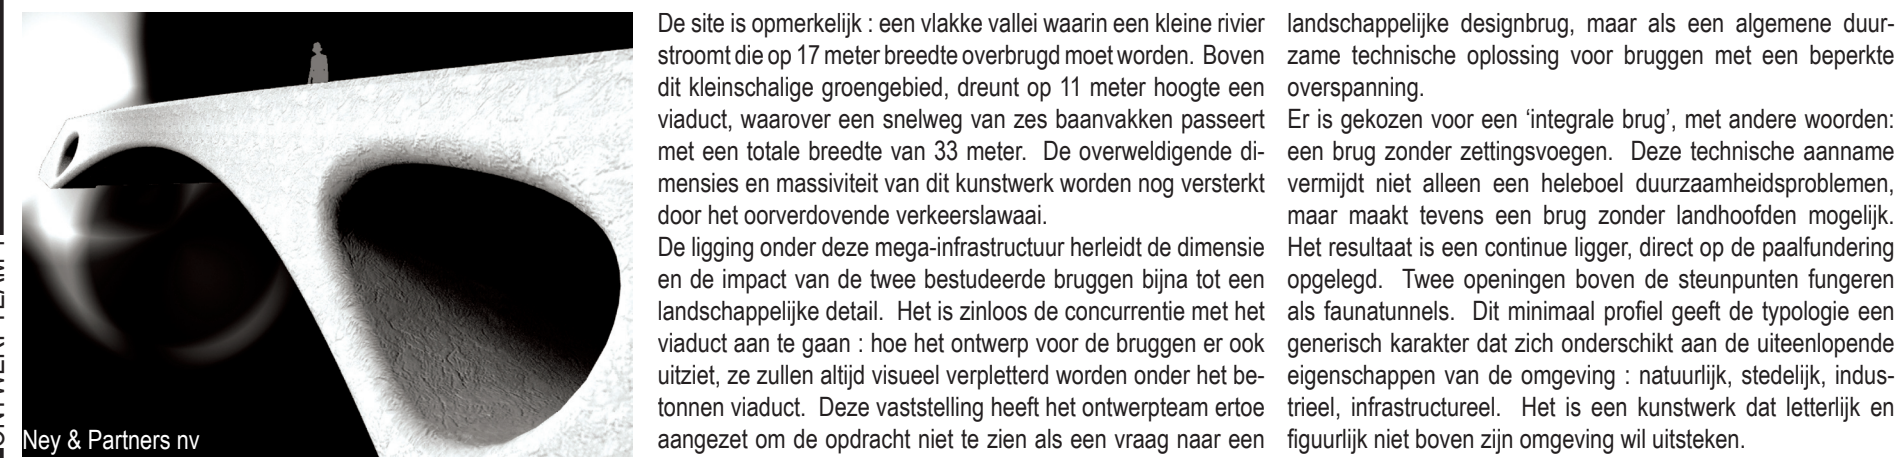 De site is opmerkelijk : een vlakke vallei waarin een kleine rivier
stroomt die op 17 meter breedte overbrugd moet worden.  Boven
dit kleinschalige groengebied, dreunt op 11 meter hoogte een
viaduct, waarover een snelweg van zes baanvakken passeert
met een totale breedte van 33 meter.  De overweldigende di-
mensies en massiviteit van dit kunstwerk worden nog versterkt
door het oorverdovende verkeerslawaai.
De ligging onder deze mega-infrastructuur herleidt de dimensie
en de impact van de twee bestudeerde bruggen bijna tot een
landschappelijke detail.  Het is zinloos de concurrentie met het
viaduct aan te gaan : hoe het ontwerp voor de bruggen er ook
uitziet, ze zullen altijd visueel verpletterd worden onder het be-
tonnen viaduct.  Deze vaststelling heeft het ontwerpteam ertoe
aangezet om de opdracht niet te zien als een vraag naar een
landschappelijke designbrug, maar als een algemene duur-
zame technische oplossing voor bruggen met een beperkte
overspanning.
Er is gekozen voor een ‘integrale brug’, met andere woorden:
een brug zonder zettingsvoegen.  Deze technische aanname
vermijdt niet alleen een heleboel duurzaamheidsproblemen,
maar maakt tevens een brug zonder landhoofden mogelijk.
Het resultaat is een continue ligger, direct op de paalfundering
opgelegd.  Twee openingen boven de steunpunten fungeren
als faunatunnels.  Dit minimaal profiel geeft de typologie een
generisch karakter dat zich onderschikt aan de uiteenlopende
eigenschappen van de omgeving : natuurlijk, stedelijk, indus-
trieel, infrastructureel.  Het is een kunstwerk dat letterlijk en
figuurlijk niet boven zijn omgeving wil uitsteken.
Ney & Partners nv